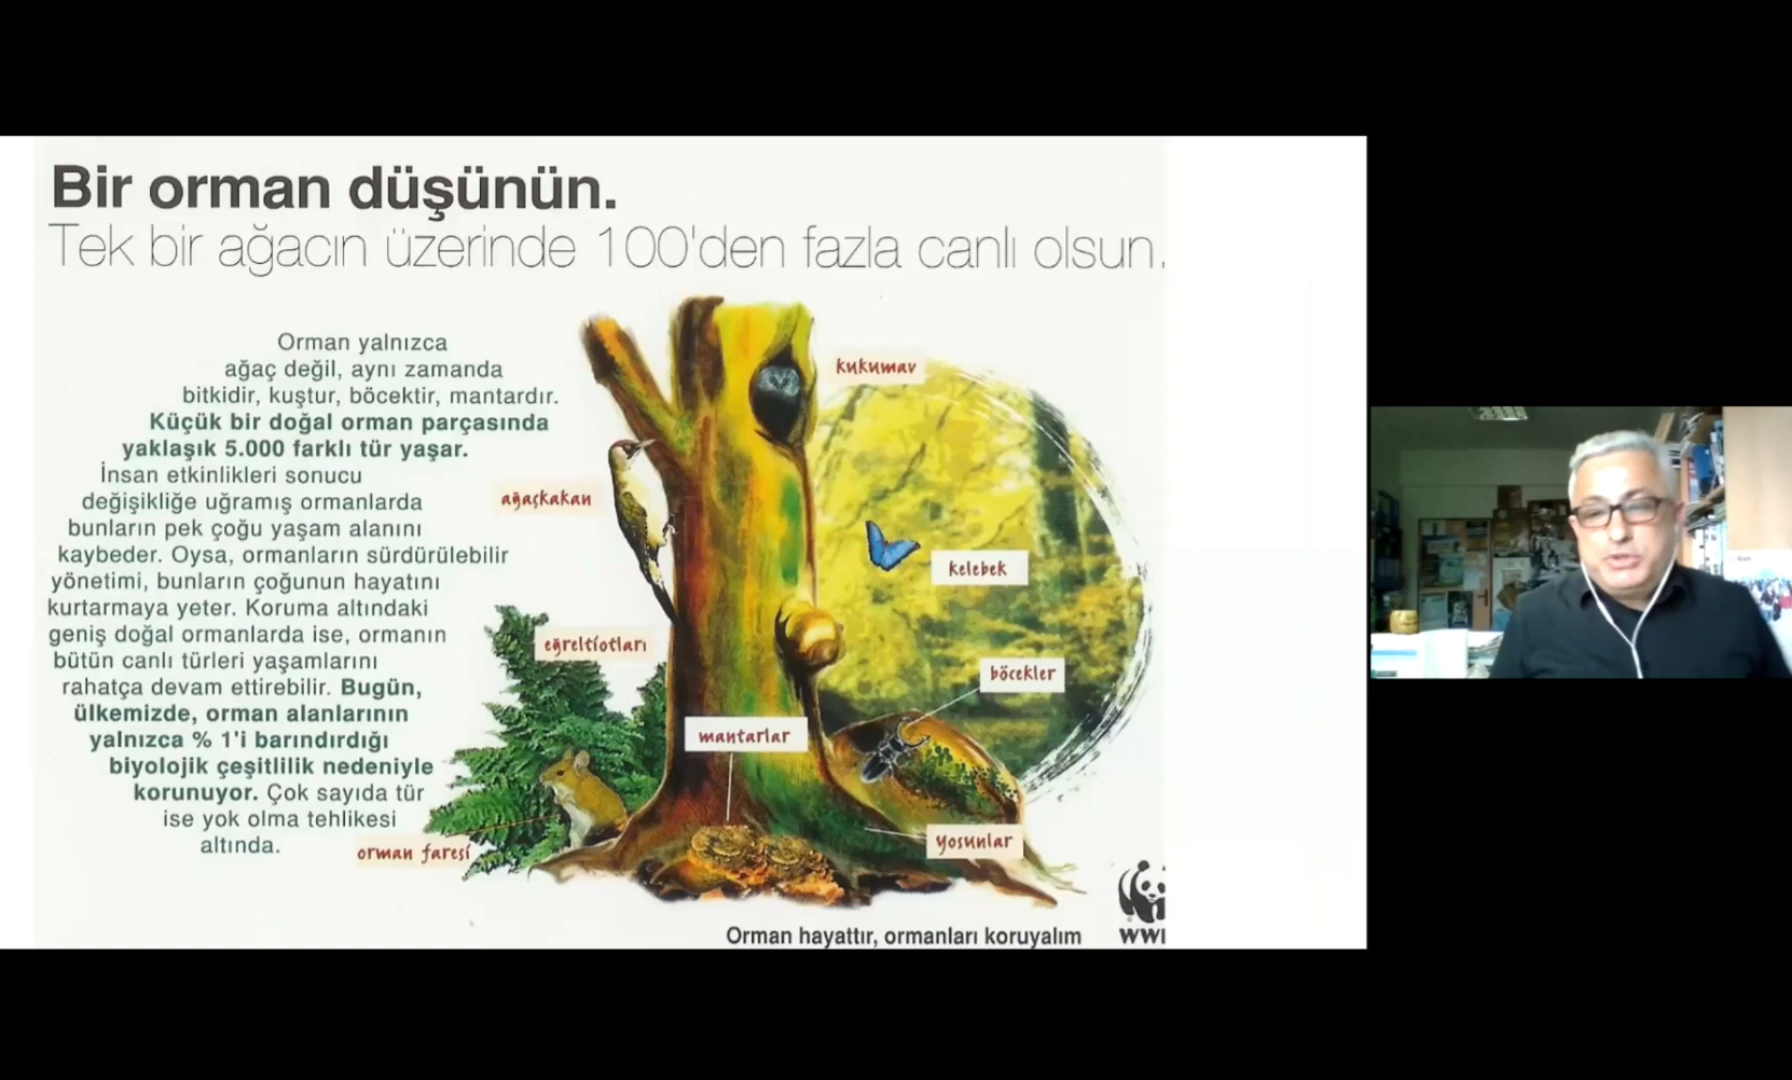 Bir orman düşünün.
Tek bir ağacın üzerinde 100'den fazla canlı olsun.
Orman yalnızca
ağaç değil, aynı zamanda
bitkidir, kuştur, böcektir, mantardır.
Küçük bir doğal orman parçasında
yaklaşık 5.000 farklı tür yaşar.
İnsan etkinlikleri sonucu
değişikliğe uğramış ormanlarda
bunların pek çoğu yaşam alanını
kaybeder. Oysa, ormanların sürdürülebilir
yönetimi, bunların çoğunun hayatını
kurtarmaya yeter. Koruma altındaki
geniş doğal ormanlarda ise, ormanın
bütün canlı türleri yaşamlarını
rahatça devam ettirebilir. Bugün,
ülkemizde, orman alanlarının
yalnızca % 1'i barındırdığı
biyolojik çeşitlilik nedeniyle
korunuyor. Çok sayıda tür
ise yok olma tehlikesi
altında.
kukumav
ağaçkakan
kelebek
eğreltiotları
böcekler
mantarlar
yosunlar
orman faresi
Orman hayattır, ormanları koruyalım
WWF